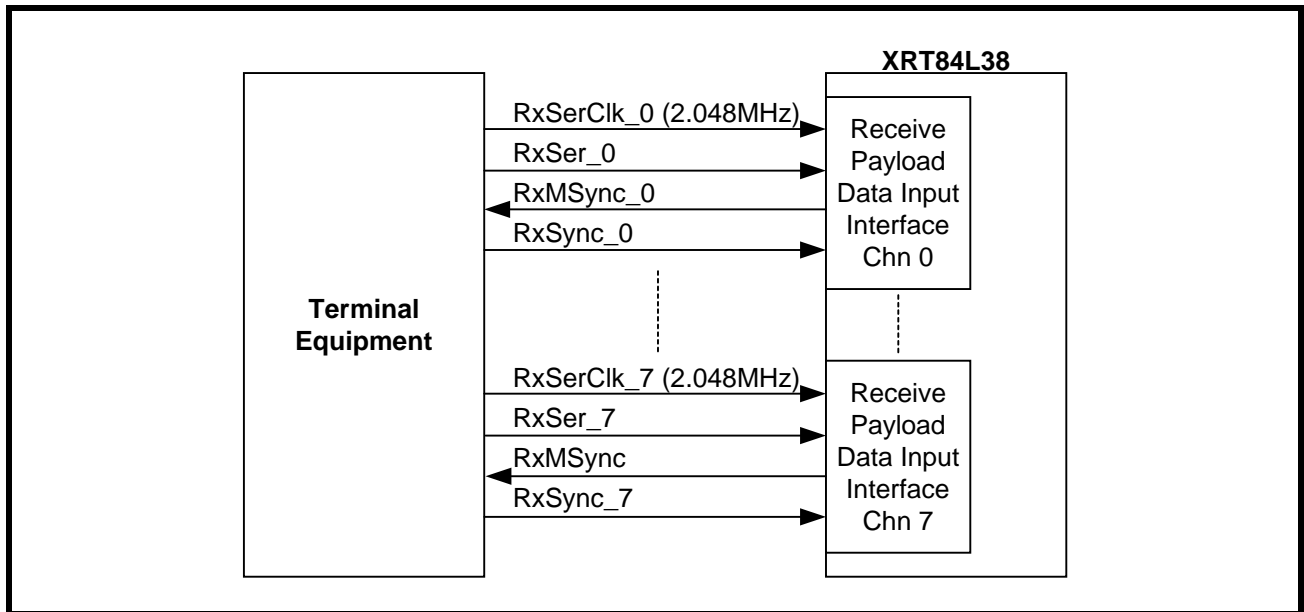 XRT84L38
RxSerClk_0 (2.048MHz)
RxSer_0
RxMSync_0
RxSync_0
Receive
Payload
Data Input
Interface
Chn 0
Terminal
Equipment
RxSerClk_7 (2.048MHz)
RxSer_7
RxMSync
RxSync_7
Receive
Payload
Data Input
Interface
Chn 7